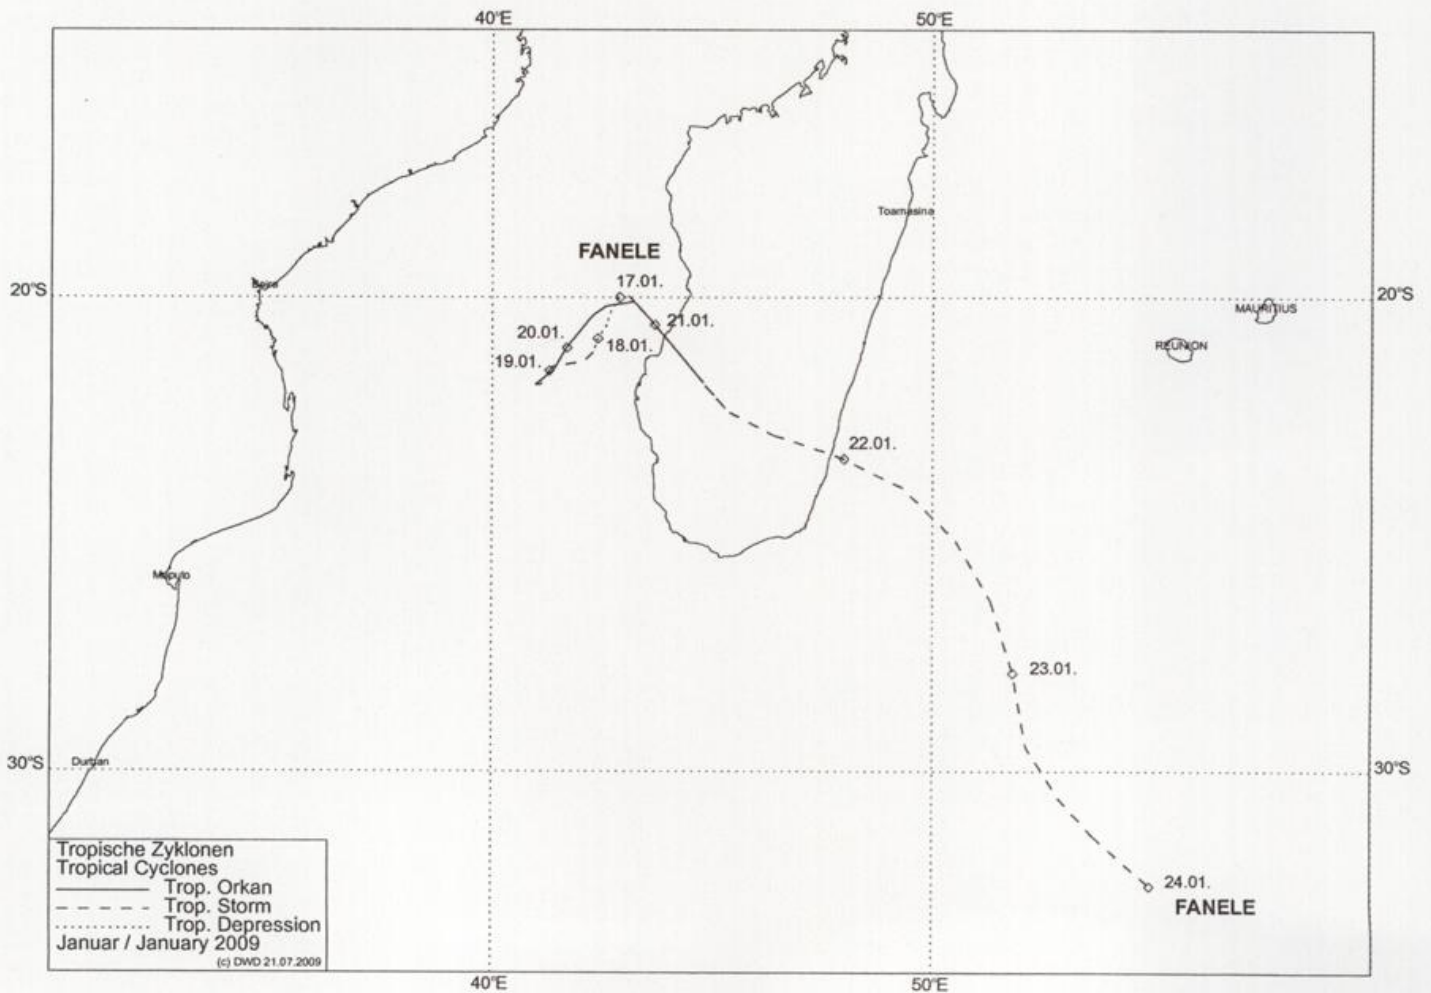 40°E
50°E
Toamasina
FANELE
17.01.
20°S
Beira
20°S
MAURITIUS
21.01.
20.01.
18.01.
REUNION
19.01.
22.01.
Maputo
23.01.
Durban
30°S
30°S
Tropische Zyklonen
Tropical Cyclones
Trop. Orkan
Trop. Storm
Trop. Depression
Januar / January 2009
(c) DWD 21.07.2009
24.01.
FANELE
40°E
50°E